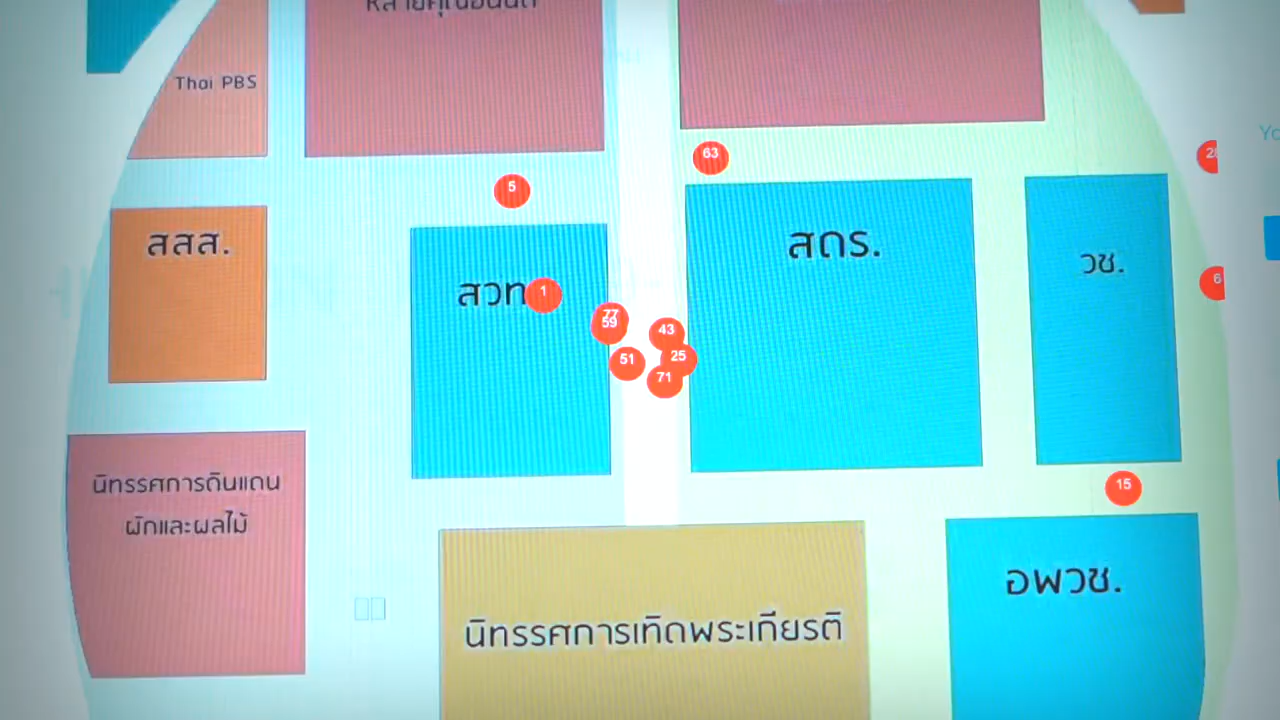 Thai PBS
63
5
สสส.
สดร.
วช.
สวท
1
6
77
59
43
51
25
71
นิทรรศการดินแดน
ผักและผลไม้
15
อพวช.
นิทรรศการเทิดพระเกียรติ